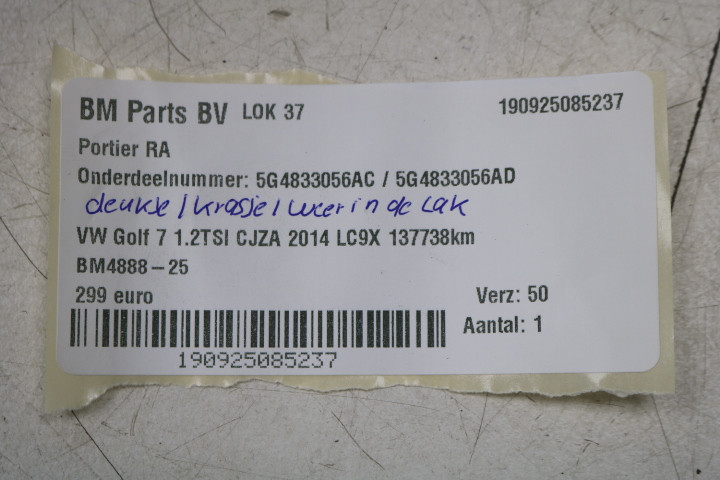 BM Parts BV LOK 37 190925085237
Portier RA
Onderdeelnummer: 5G4833056AC / 5G4833056AD
deukje / krasje / weer in de Lak
VW Golf 7 1.2TSI CJZA 2014 LC9X 137738km
BM4888-25
299 euro Verz: 50
Aantal: 1
190925085237